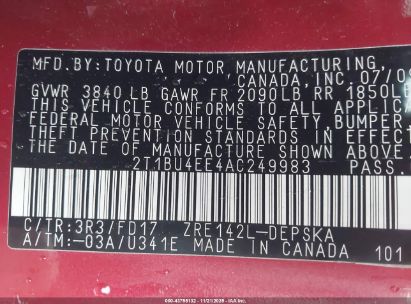 MFD.BY:TOYOTA MOTOR MANUFACTURING,
CANADA,INC.07/0
GVWR 3840 LB GAWR FR 2090LB RR 1850L
THIS VEHICLE CONFORMS TO ALL APPLIC
FEDERAL MOTOR VEHICLE SAFETY BUMPER
THEFT PREVENTION STANDARDS IN EFFECT
THE DATE OF MANUFACTURE SHOWN ABOVE.
2T1BU4EE4AC249983 PASS.
C/TR:3R3/FD17 ZRE142L-DEPSKA
A/TM:-03A/U341E MADE IN CANADA 101